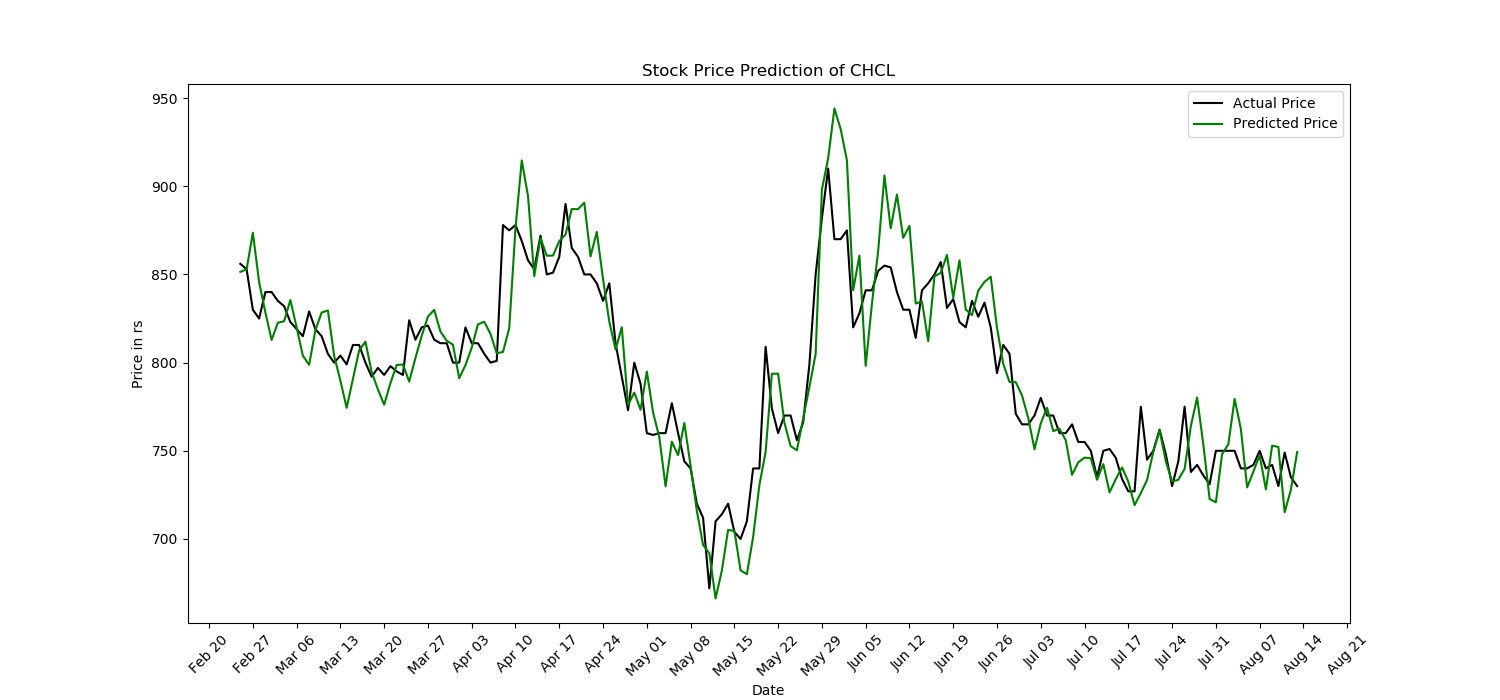 Stock Price Prediction of CHCL
Actual Price
Predicted Price
Price in rs
950
900
850
800
750
700
Feb 20
Feb 27
Mar 06
Mar 13
Mar 20
Mar 27
Apr 03
Apr 10
Apr 17
Apr 24
May 01
May 08
May 15
May 22
May 29
Jun 05
Jun 12
Jun 19
Jun 26
Jul 03
Jul 10
Jul 17
Jul 24
Jul 31
Aug 07
Aug 14
Aug 21
Date